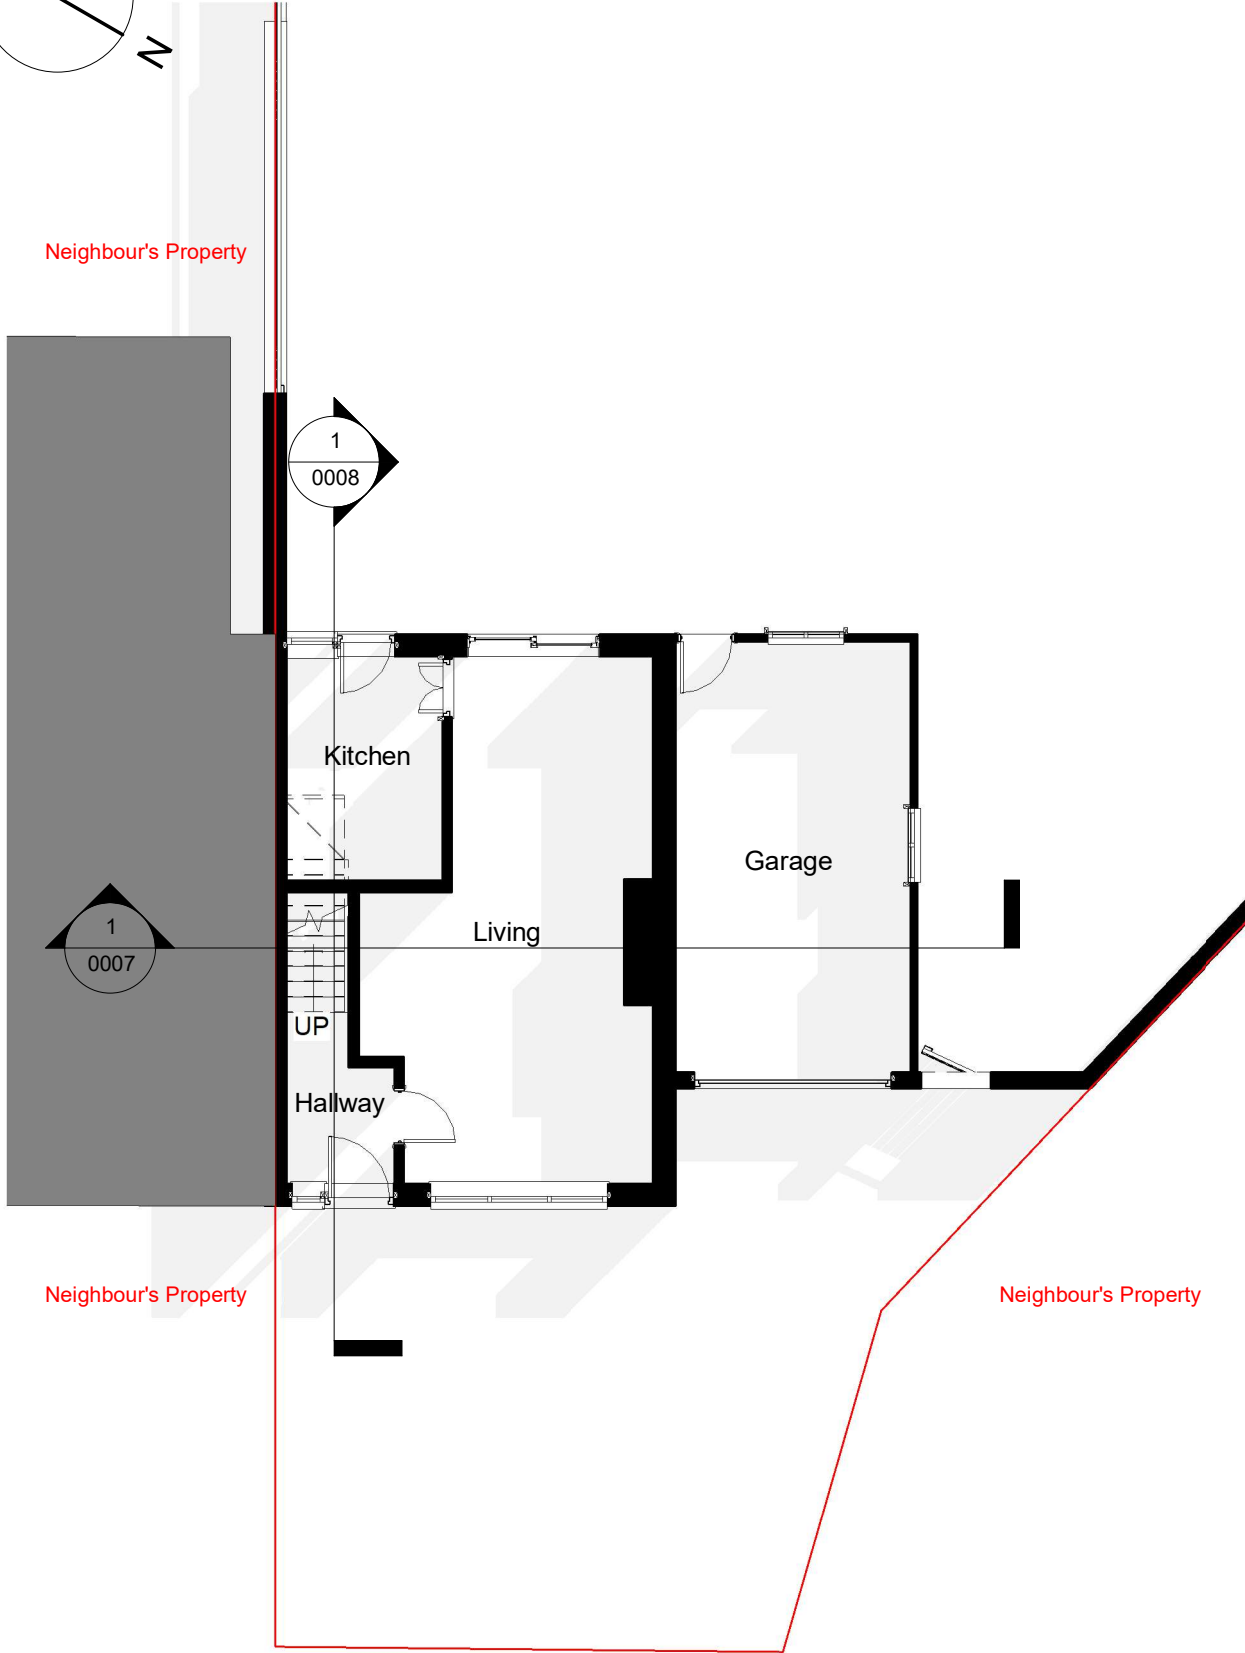 N
Neighbour's Property
1
0008
Kitchen
Garage
Living
1
0007
UP
Hallway
Neighbour's Property
Neighbour's Property